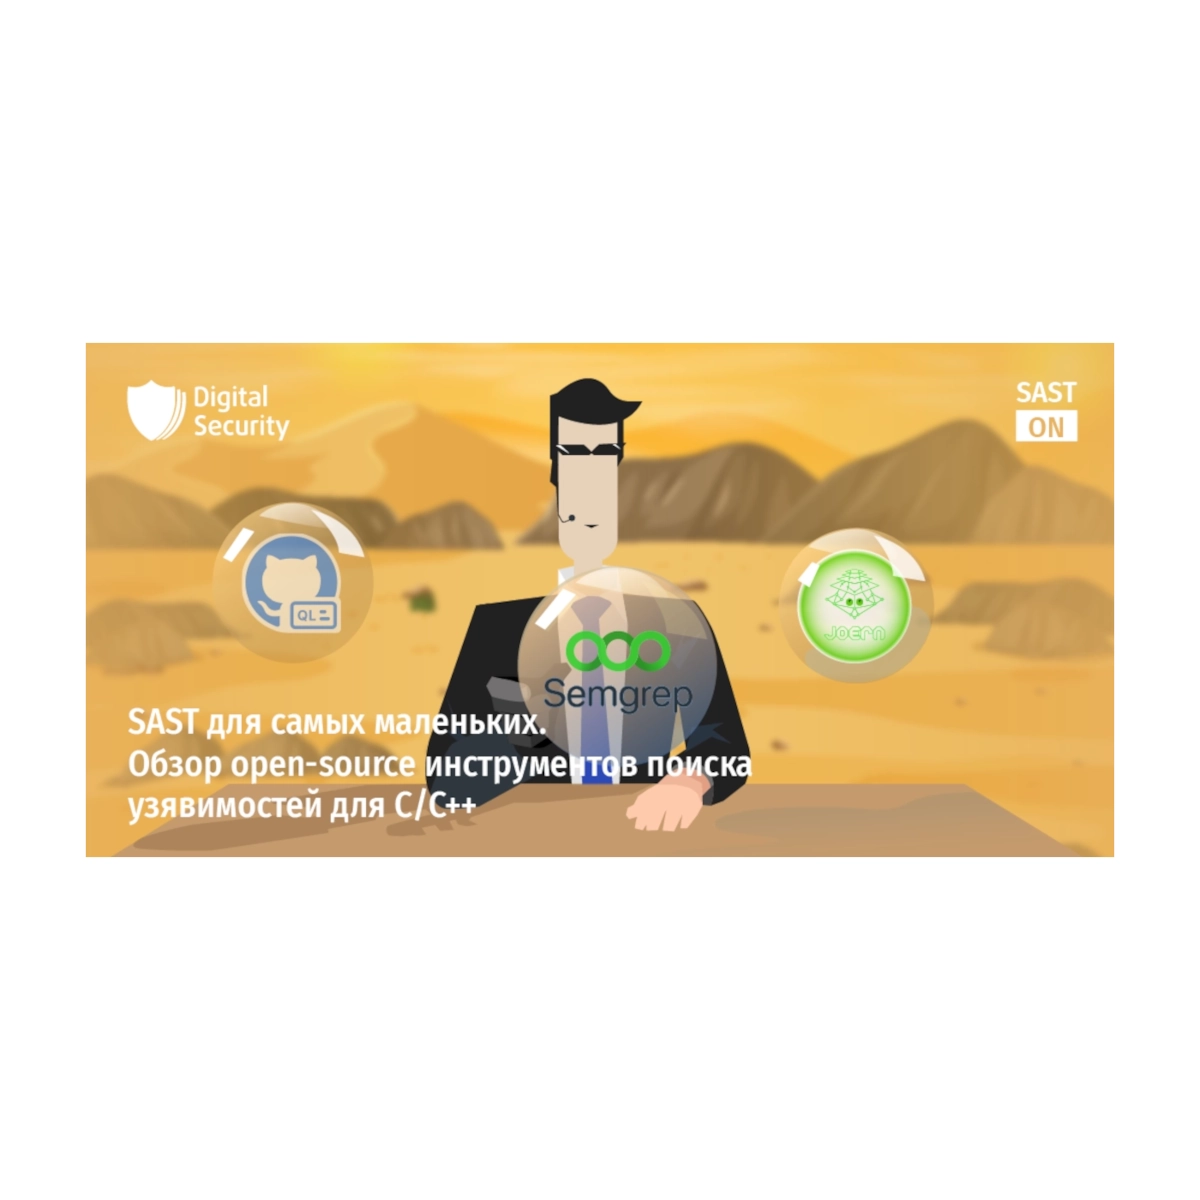 Digital
Security
SAST
ON
QL
Semgrep
JOERN
SAST для самых маленьких.
Обзор open-source инструментов поиска
узявимостей для C/C++